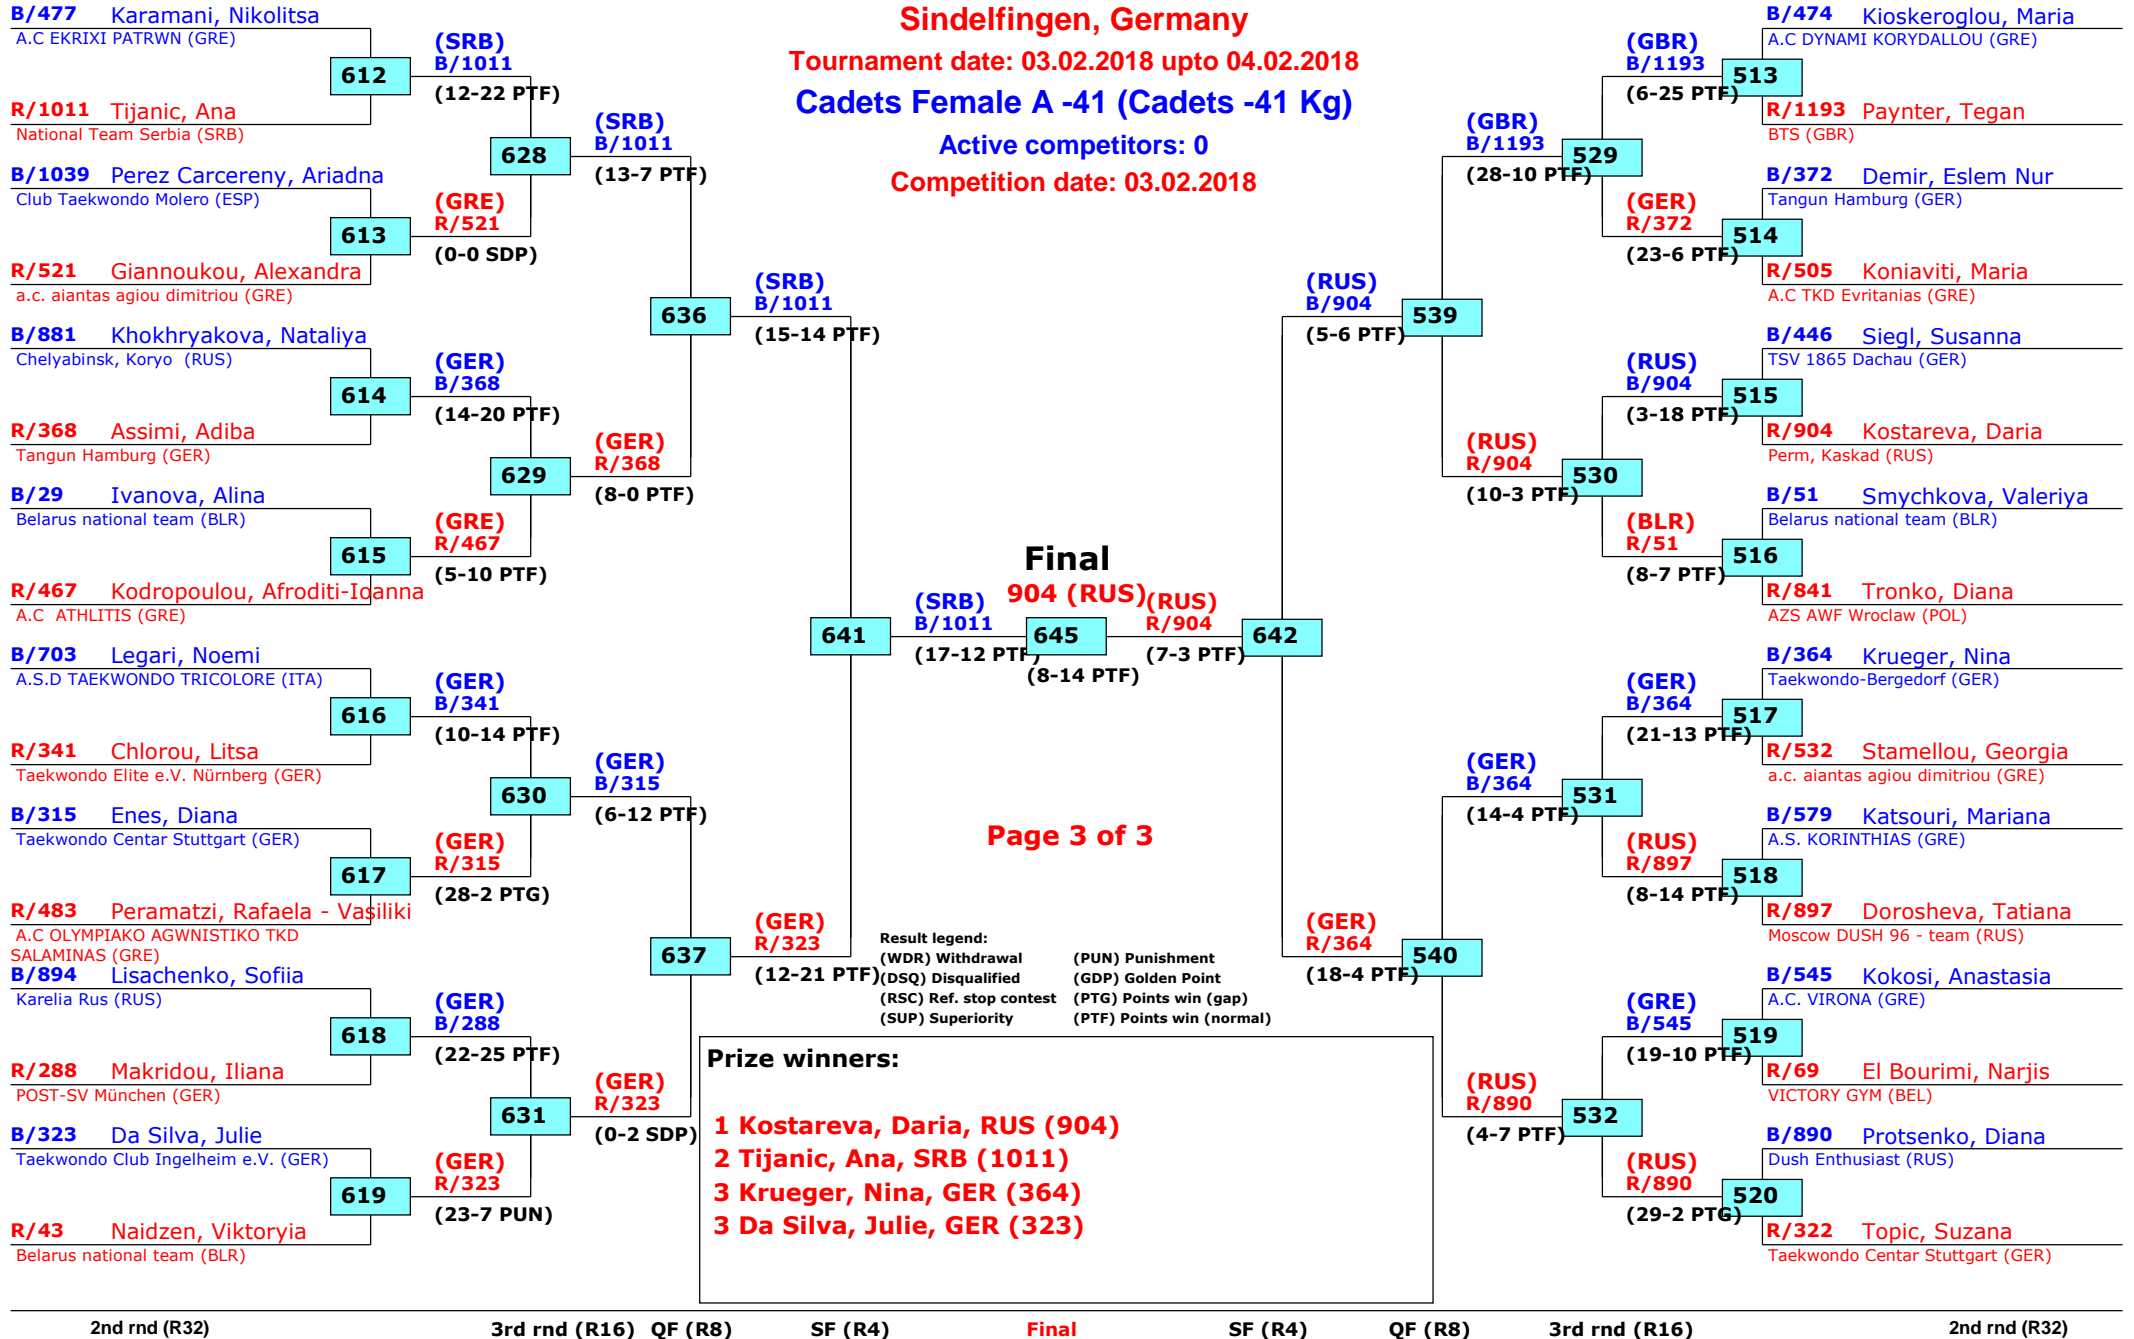 Sindelfingen, Germany
Tournament date: 03.02.2018 upto 04.02.2018
Cadets Female A -41 (Cadets -41 Kg)
Active competitors: 0
Competition date: 03.02.2018
B/477 Karamani, Nikolitsa
A.C EKRIXI PATRWN (GRE)
612
R/1011 Tijanic, Ana
National Team Serbia (SRB)
B/1039 Perez Carcereny, Ariadna
Club Taekwondo Molero (ESP)
613
R/521 Giannoukou, Alexandra
a.c. aiantas agiou dimitriou (GRE)
B/881 Khokhryakova, Nataliya
Chelyabinsk, Koryo (RUS)
614
R/368 Assimi, Adiba
Tangun Hamburg (GER)
B/29 Ivanova, Alina
Belarus national team (BLR)
615
R/467 Kodropoulou, Afroditi-Ioanna
A.C ATHLITIS (GRE)
B/703 Legari, Noemi
A.S.D TAEKWONDO TRICOLORE (ITA)
616
R/341 Chlorou, Litsa
Taekwondo Elite e.V. Nürnberg (GER)
B/315 Enes, Diana
Taekwondo Centar Stuttgart (GER)
617
R/483 Peramatzi, Rafaela - Vasiliki
A.C OLYMPIAKO AGWNISTIKO TKD
SALAMINAS (GRE)
B/894 Lisachenko, Sofiia
Karelia Rus (RUS)
618
R/288 Makridou, Iliana
POST-SV München (GER)
B/323 Da Silva, Julie
Taekwondo Club Ingelheim e.V. (GER)
619
R/43 Naidzen, Viktoryia
Belarus national team (BLR)
(SRB)
B/1011
(12-22 PTF)
628
(GRE)
R/521
(0-0 SDP)
(GER)
B/368
(14-20 PTF)
629
(GRE)
R/467
(5-10 PTF)
(GER)
B/341
(10-14 PTF)
630
(GER)
R/315
(28-2 PTG)
(GER)
B/288
(22-25 PTF)
631
(GER)
R/323
(23-7 PUN)
(SRB)
B/1011
(13-7 PTF)
636
(GER)
R/368
(8-0 PTF)
(GER)
B/315
(6-12 PTF)
637
(GER)
R/323
(0-2 SDP)
(SRB)
B/1011
(15-14 PTF)
641
(GER)
R/323
(12-21 PTF)
Final
904 (RUS)
(SRB)
B/1011
(17-12 PTF)
645
(8-14 PTF)
(RUS)
R/904
(7-3 PTF)
642
Page 3 of 3
(RUS)
B/904
(5-6 PTF)
539
(GER)
R/364
(18-4 PTF)
540
(GBR)
B/1193
(28-10 PTF)
529
(RUS)
R/904
(10-3 PTF)
530
(GER)
B/364
(14-4 PTF)
531
(RUS)
R/890
(4-7 PTF)
532
(GBR)
B/1193
(6-25 PTF)
513
(GER)
R/372
(23-6 PTF)
514
(RUS)
B/904
(3-18 PTF)
515
(BLR)
R/51
(8-7 PTF)
516
(GER)
B/364
(21-13 PTF)
517
(RUS)
R/897
(8-14 PTF)
518
(GRE)
B/545
(19-10 PTF)
519
(RUS)
R/890
(29-2 PTG)
520
B/474 Kioskeroglou, Maria
A.C DYNAMI KORYDALLOU (GRE)
R/1193 Paynter, Tegan
BTS (GBR)
B/372 Demir, Eslem Nur
Tangun Hamburg (GER)
R/505 Koniaviti, Maria
A.C TKD Evritanias (GRE)
B/446 Siegl, Susanna
TSV 1865 Dachau (GER)
R/904 Kostareva, Daria
Perm, Kaskad (RUS)
B/51 Smychkova, Valeriya
Belarus national team (BLR)
R/841 Tronko, Diana
AZS AWF Wroclaw (POL)
B/364 Krueger, Nina
Taekwondo-Bergedorf (GER)
R/532 Stamellou, Georgia
a.c. aiantas agiou dimitriou (GRE)
B/579 Katsouri, Mariana
A.S. KORINTHIAS (GRE)
R/897 Dorosheva, Tatiana
Moscow DUSH 96 - team (RUS)
B/545 Kokosi, Anastasia
A.C. VIRONA (GRE)
R/69 El Bourimi, Narjis
VICTORY GYM (BEL)
B/890 Protsenko, Diana
Dush Enthusiast (RUS)
R/322 Topic, Suzana
Taekwondo Centar Stuttgart (GER)
Result legend:
(WDR) Withdrawal (PUN) Punishment
(DSQ) Disqualified (GDP) Golden Point
(RSC) Ref. stop contest (PTG) Points win (gap)
(SUP) Superiority (PTF) Points win (normal)
Prize winners:
1 Kostareva, Daria, RUS (904)
2 Tijanic, Ana, SRB (1011)
3 Krueger, Nina, GER (364)
3 Da Silva, Julie, GER (323)
2nd rnd (R32) 3rd rnd (R16) QF (R8) SF (R4) Final SF (R4) QF (R8) 3rd rnd (R16) 2nd rnd (R32)